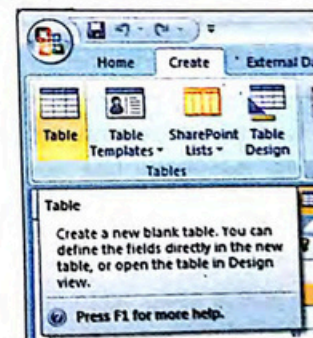 Home Create External Da
Table Table Templates SharePoint Lists Table Design
Tables
Table
Create a new blank table. You can
define the fields directly in the new
table, or open the table in Design
view.
Press F1 for more help.